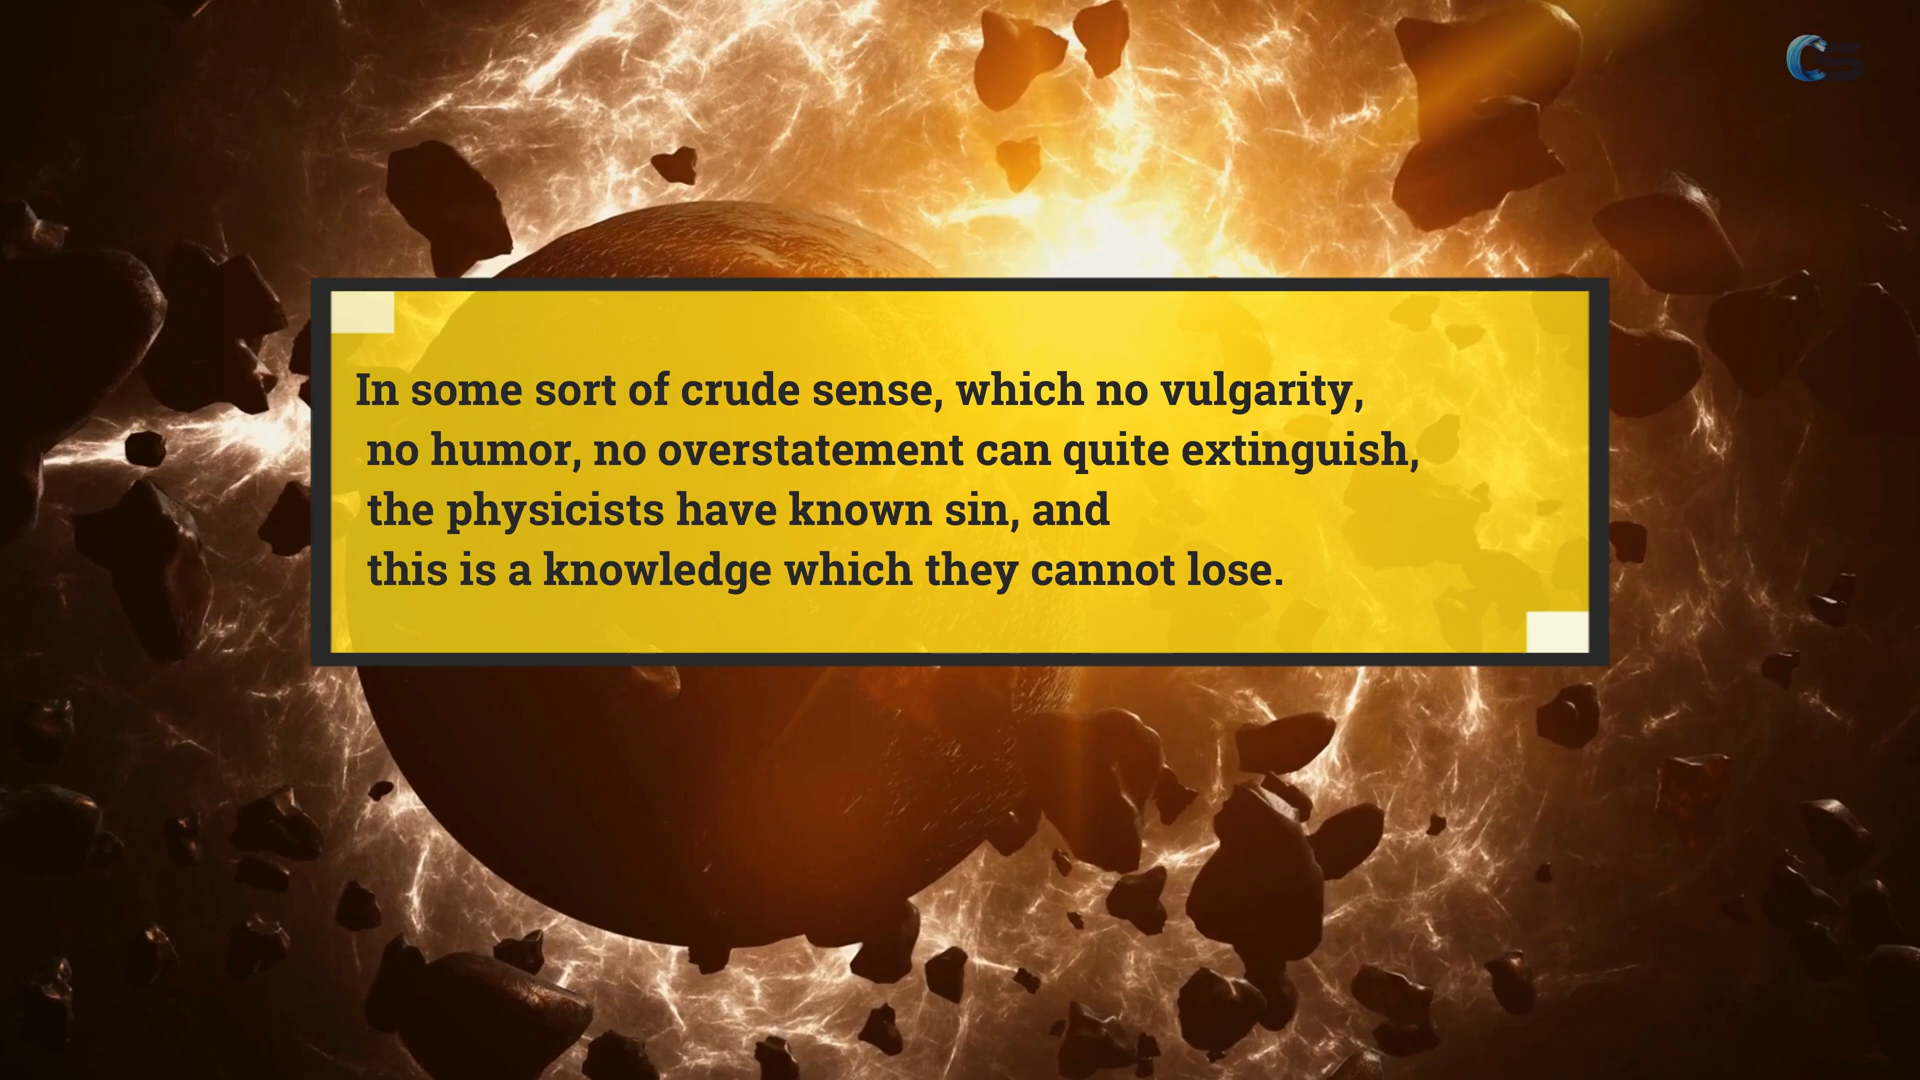 CS
In some sort of crude sense, which no vulgarity,
no humor, no overstatement can quite extinguish,
the physicists have known sin, and
this is a knowledge which they cannot lose.